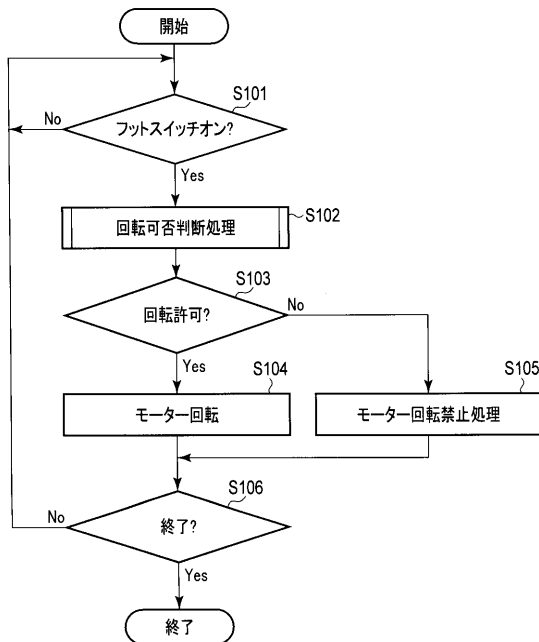 開始
S101
No
フットスイッチオン?
Yes
S102
回転可否判断処理
S103
No
回転許可?
Yes
S104
S105
モーター回転
モーター回転禁止処理
S106
No
終了?
Yes
終了